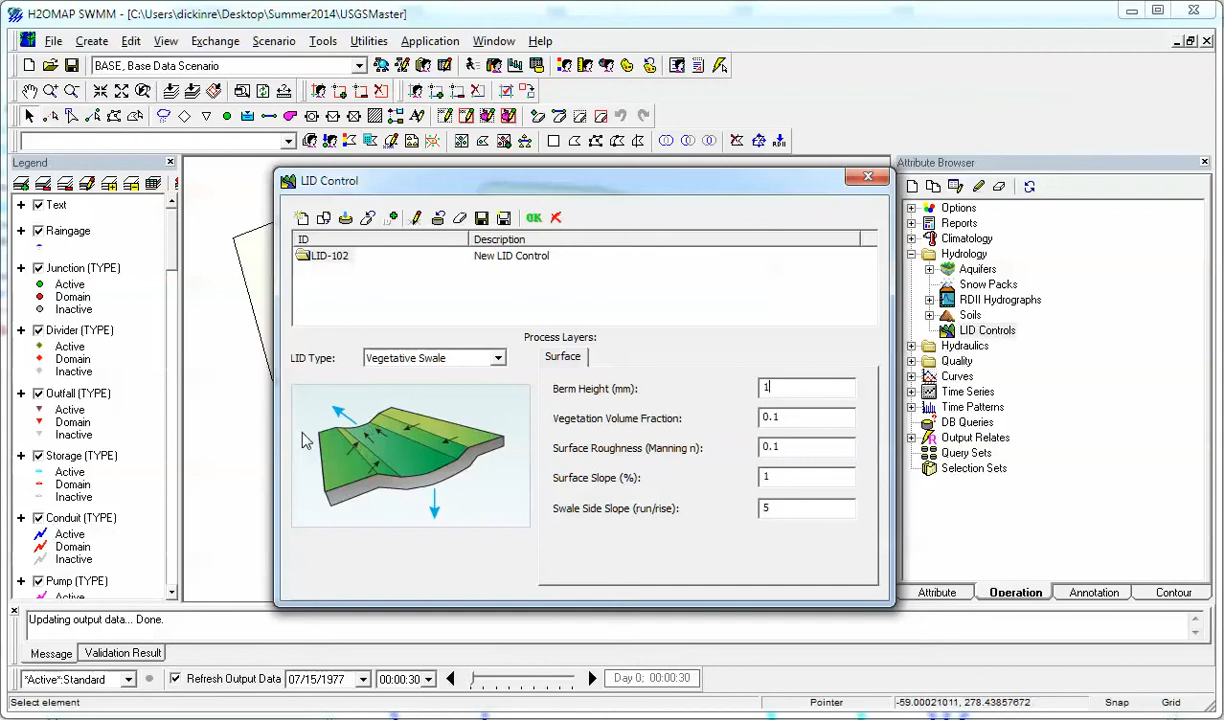 H2OMAP SWMM - [C:\Users\dickinre\Desktop\Summer2014\USGSMaster]
File Create Edit View Exchange Scenario Tools Utilities Application Window Help
BASE, Base Data Scenario
Legend
Text
Raingage
Junction (TYPE)
Active
Domain
Inactive
Divider (TYPE)
Active
Domain
Inactive
Outfall (TYPE)
Active
Domain
Inactive
Storage (TYPE)
Active
Domain
Inactive
Conduit (TYPE)
Active
Domain
Inactive
Pump (TYPE)
Active
LID Control
OK
ID Description
LID-102 New LID Control
Process Layers:
LID Type: Vegetative Swale
Surface
Berm Height (mm): 1
Vegetation Volume Fraction: 0.1
Surface Roughness (Manning n): 0.1
Surface Slope (%): 1
Swale Side Slope (run/rise): 5
Attribute Browser
Options
Reports
Climatology
Hydrology
Aquifers
Snow Packs
RDII Hydrographs
Soils
LID Controls
Hydraulics
Quality
Curves
Time Series
Time Patterns
DB Queries
Output Relates
Query Sets
Selection Sets
Attribute Operation Annotation Contour
Updating output data... Done.
Message Validation Result
*Active*:Standard Refresh Output Data 07/15/1977 00:00:30 Day 0; 00:00:30
Select element Pointer -59.00021011, 278.43857672 Snap Grid